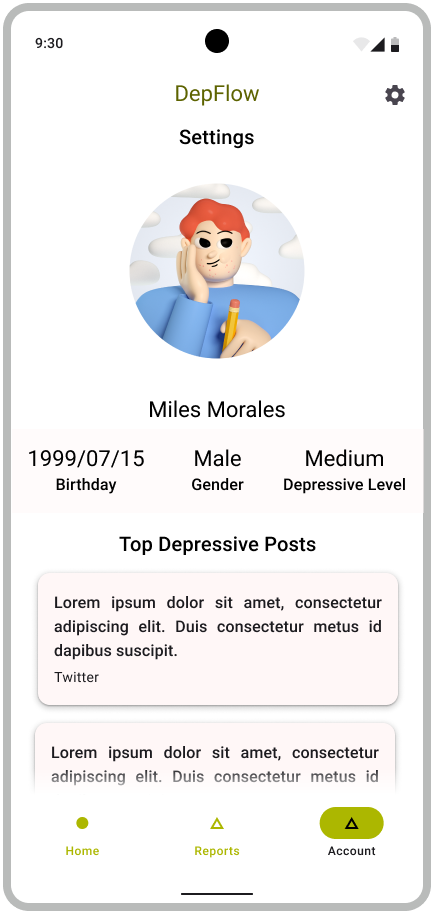 9:30
DepFlow
Settings
Miles Morales
1999/07/15 Male Medium
Birthday Gender Depressive Level
Top Depressive Posts
Lorem ipsum dolor sit amet, consectetur
adipiscing elit. Duis consectetur metus id
dapibus suscipit.
Twitter
Lorem ipsum dolor sit amet, consectetur
adipiscing elit. Duis consectetur metus id
Home Reports Account